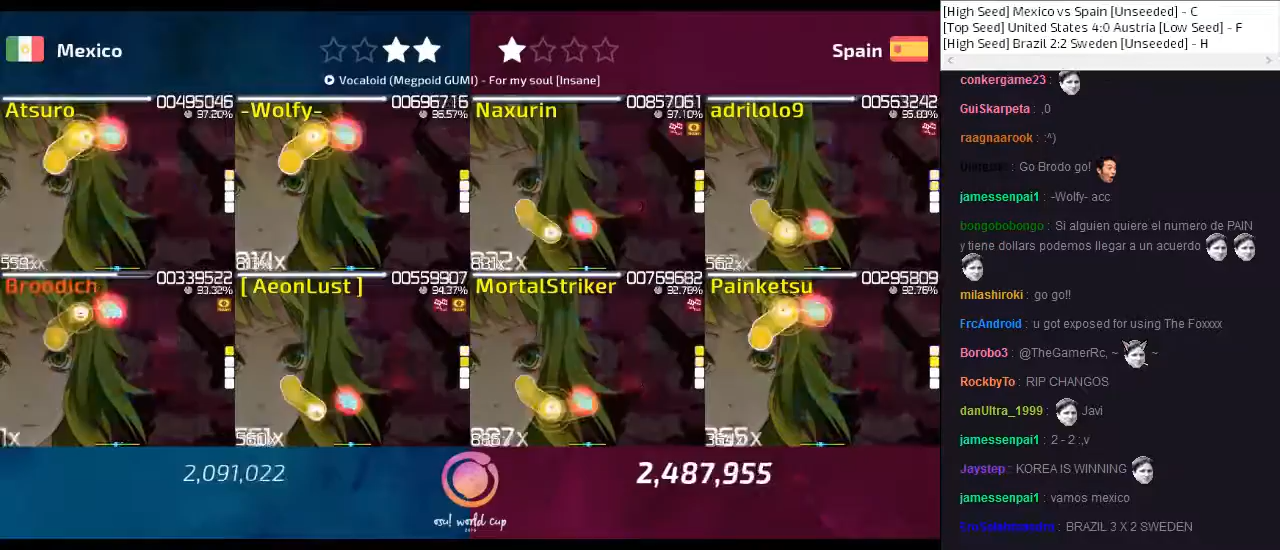 Mexico
Spain
Vocaloid (Megpoid GUMI) - For my soul [Insane]
Atsuro
00495046
97.20%
-Wolfy-
00696716
96.57%
Naxurin
00857061
97.10%
adrilolo9
00563242
Broodich
00339522
93.32%
[ AeonLust ]
00559907
94.37%
MortalStriker
00769682
92.76%
Painketsu
00295809
92.76%
2,091,022
2,487,955
osu! world cup
[High Seed] Mexico vs Spain [Unseeded] - C
[Top Seed] United States 4:0 Austria [Low Seed] - F
[High Seed] Brazil 2:2 Sweden [Unseeded] - H
conkergame23 :
GuiSkarpeta : ,0
raagnaarook : :^)
: Go Brodo go!
jamessenpai1 : -Wolfy- acc
bongobobongo : Si alguien quiere el numero de PAIN
y tiene dollars podemos llegar a un acuerdo
milashiroki : go go!!
FrcAndroid : u got exposed for using The Foxxxx
Borobo3 : @TheGamerRc, ~ ~
RockbyTo : RIP CHANGOS
danUltra_1999 : Javi
jamessenpai1 : 2 - 2 :,v
Jaystep : KOREA IS WINNING
jamessenpai1 : vamos mexico
: BRAZIL 3 X 2 SWEDEN